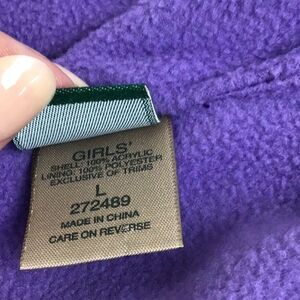 GIRLS'
SHELL: 100% ACRYLIC
LINING: 100% POLYESTER
EXCLUSIVE OF TRIMS
L
272489
MADE IN CHINA
CARE ON REVERSE